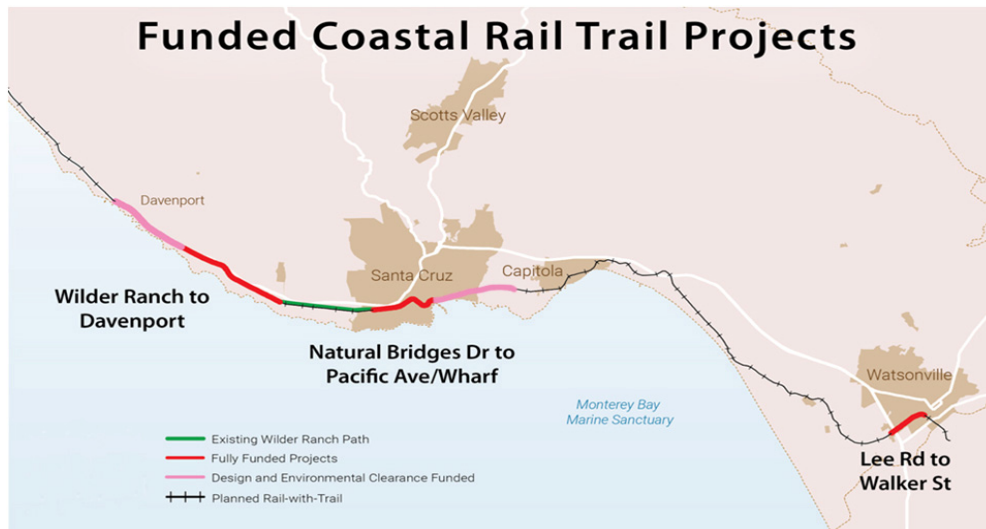 Funded Coastal Rail Trail Projects
Scotts Valley
Davenport
Santa Cruz
Capitola
Wilder Ranch to
Davenport
Natural Bridges Dr to
Pacific Ave/Wharf
Watsonville
Monterey Bay
Marine Sanctuary
Lee Rd to
Walker St
Existing Wilder Ranch Path
Fully Funded Projects
Design and Environmental Clearance Funded
Planned Rail-with-Trail